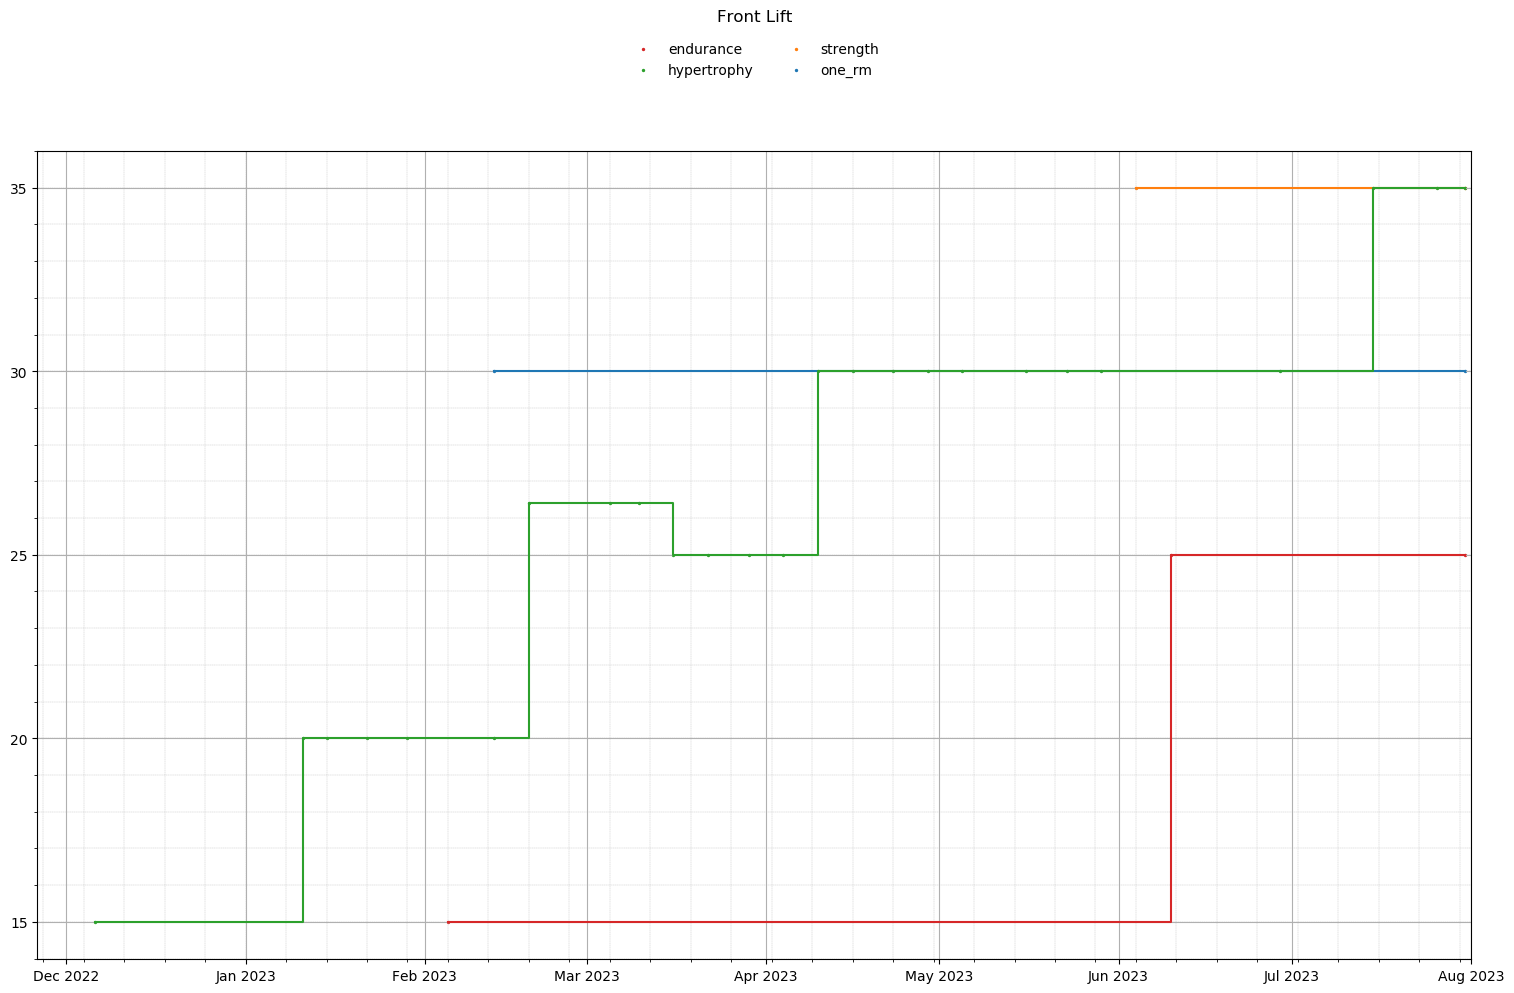 Front Lift
endurance
strength
hypertrophy
one_rm
35
30
25
20
15
Dec 2022
Jan 2023
Feb 2023
Mar 2023
Apr 2023
May 2023
Jun 2023
Jul 2023
Aug 2023